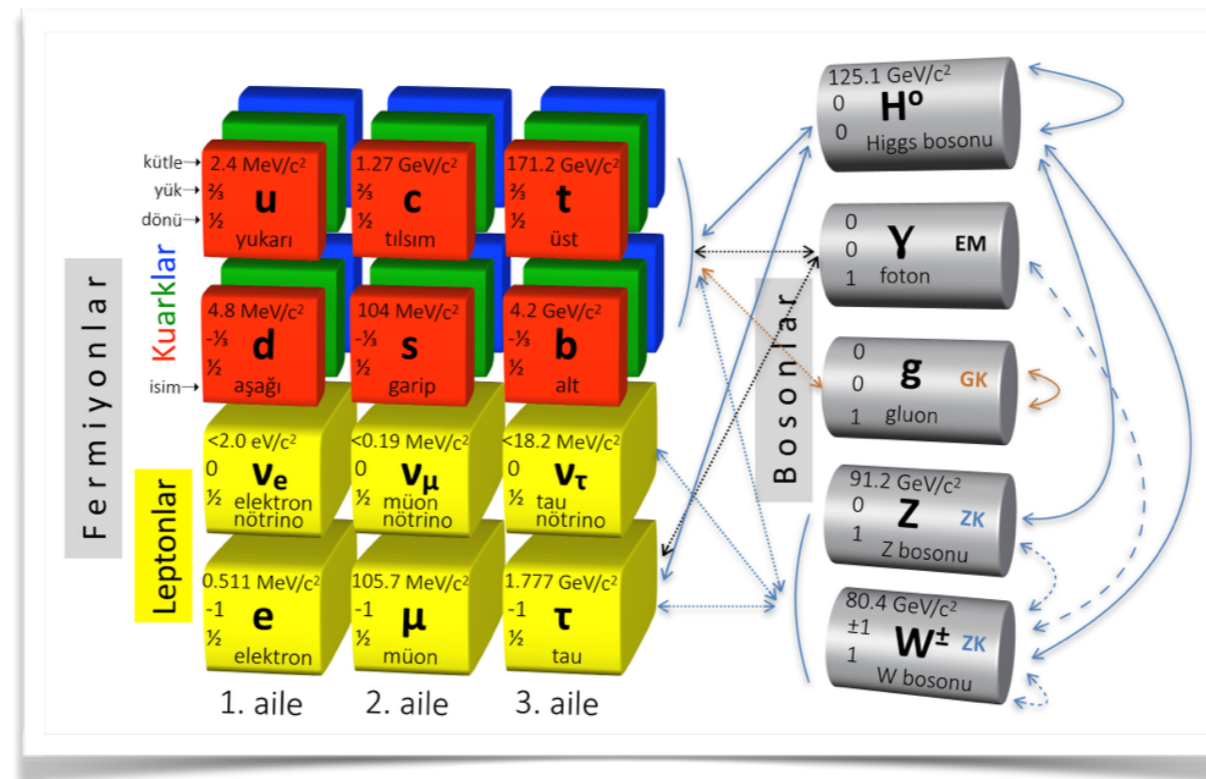 Fermiyonlar
Kuarklar
Leptonlar
kütle
yük
dönü
isim
2.4 MeV/c²
⅔
u
½
yukarı
1.27 GeV/c²
⅔
c
½
tılsım
171.2 GeV/c²
⅔
t
½
üst
4.8 MeV/c²
-⅓
d
½
aşağı
104 MeV/c²
-⅓
s
½
garip
4.2 GeV/c²
-⅓
b
½
alt
<2.0 eV/c²
0
νe
½
elektron
nötrino
<0.19 MeV/c²
0
νμ
½
müon
nötrino
<18.2 MeV/c²
0
ντ
½
tau
nötrino
0.511 MeV/c²
-1
e
½
elektron
105.7 MeV/c²
-1
μ
½
müon
1.777 GeV/c²
-1
τ
½
tau
1. aile
2. aile
3. aile
Bosonlar
125.1 GeV/c²
0
H⁰
0
Higgs bosonu
0
0
γ
EM
1
foton
0
0
g
GK
1
gluon
91.2 GeV/c²
0
Z
ZK
1
Z bosonu
80.4 GeV/c²
±1
W±
ZK
1
W bosonu